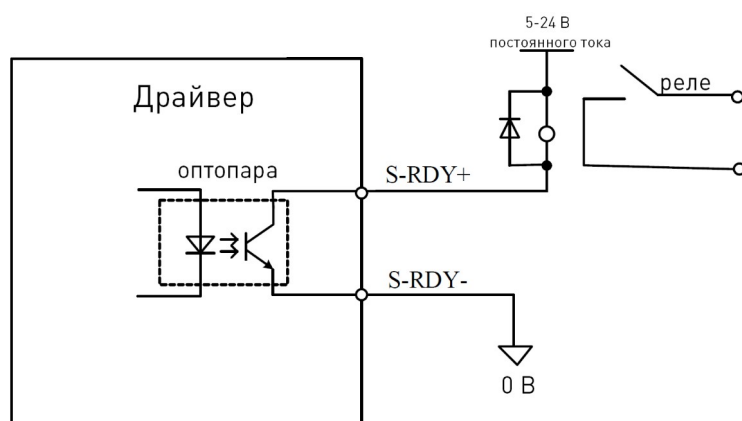 5-24 В
постоянного тока
Драйвер
реле
оптопара
S-RDY+
S-RDY-
0 В